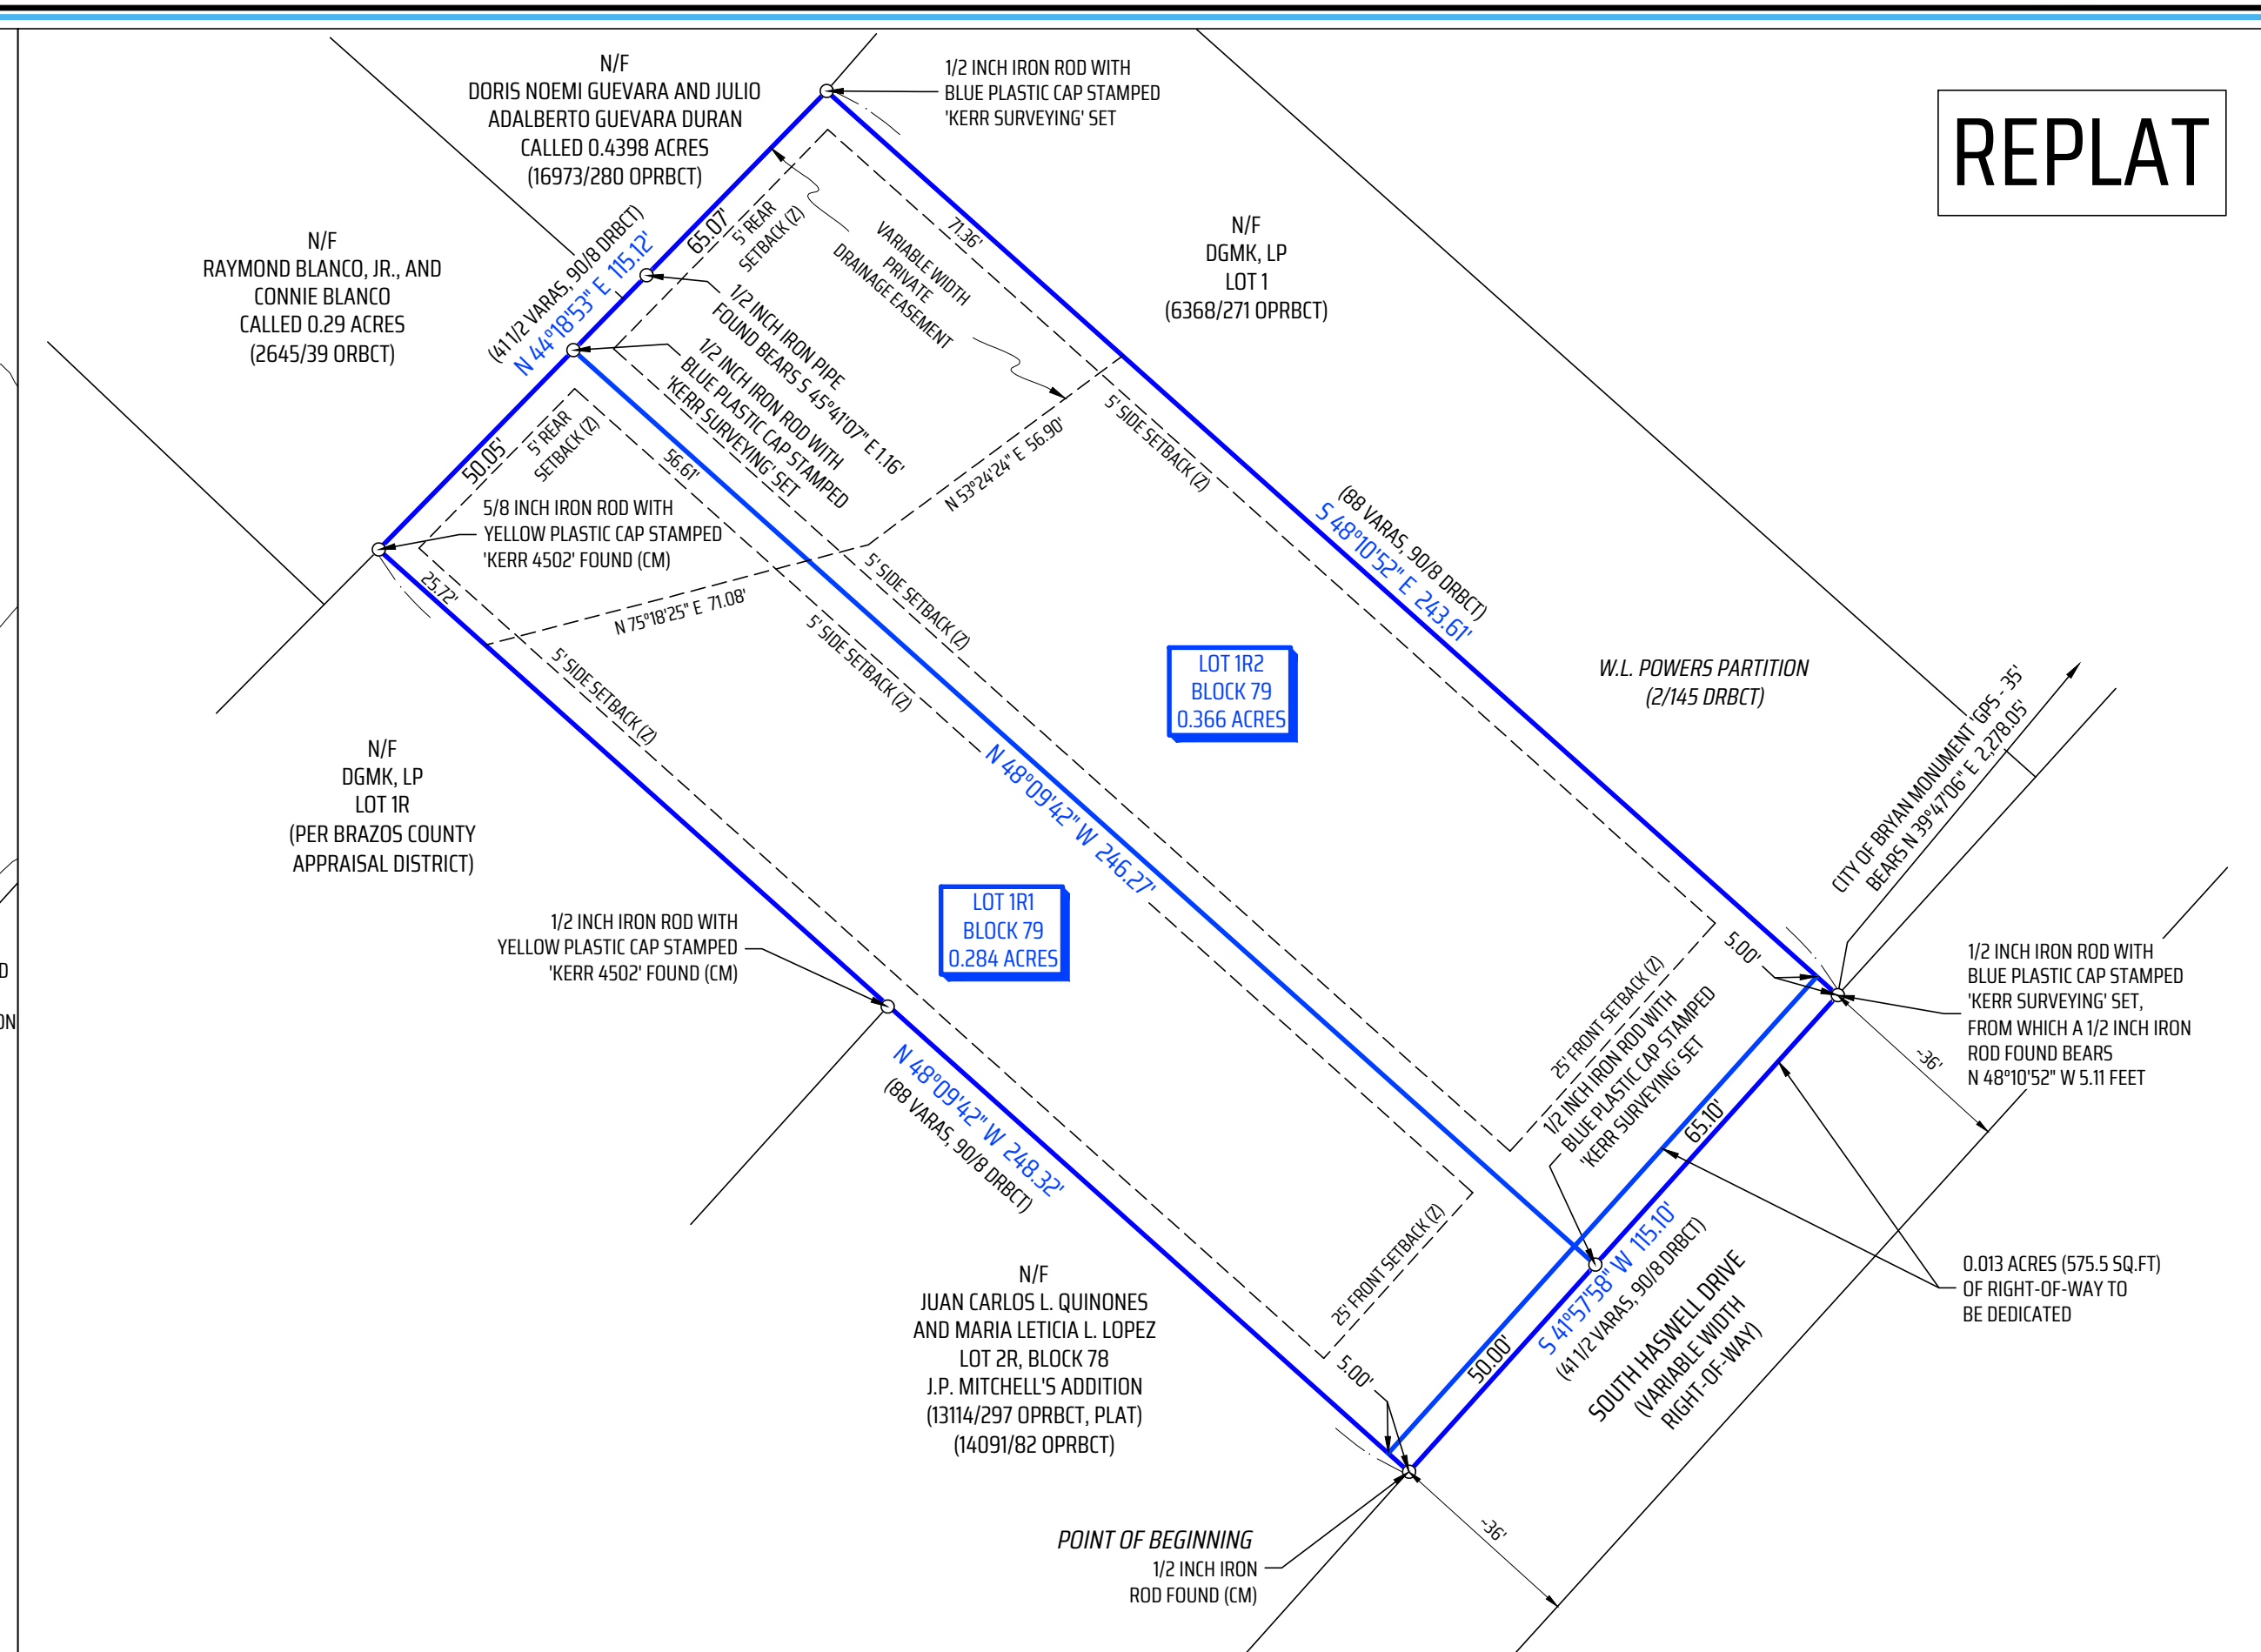 REPLAT
N/F
DORIS NOEMI GUEVARA AND JULIO
ADALBERTO GUEVARA DURAN
CALLED 0.4398 ACRES
(16973/280 OPRBCT)
1/2 INCH IRON ROD WITH
BLUE PLASTIC CAP STAMPED
'KERR SURVEYING' SET
N/F
RAYMOND BLANCO, JR., AND
CONNIE BLANCO
CALLED 0.29 ACRES
(2645/39 ORBCT)
(41 1/2 VARAS, 90/8 DRBCT)
N 44°18'53" E 115.12'
65.07'
5' REAR
SETBACK (Z)
VARIABLE WIDTH
PRIVATE
DRAINAGE EASEMENT
71.36'
N/F
DGMK, LP
LOT 1
(6368/271 OPRBCT)
1/2 INCH IRON PIPE
FOUND BEARS S 45°41'07" E 1.16'
1/2 INCH IRON ROD WITH
BLUE PLASTIC CAP STAMPED
'KERR SURVEYING' SET
50.05'
5' REAR
SETBACK (Z)
56.61'
5' SIDE SETBACK (Z)
N 53°24'24" E 56.90'
5/8 INCH IRON ROD WITH
YELLOW PLASTIC CAP STAMPED
'KERR 4502' FOUND (CM)
25.72'
N 75°18'25" E 71.08'
5' SIDE SETBACK (Z)
5' SIDE SETBACK (Z)
5' SIDE SETBACK (Z)
(88 VARAS, 90/8 DRBCT)
S 48°10'52" E 243.61'
LOT 1R2
BLOCK 79
0.366 ACRES
W.L. POWERS PARTITION
(2/145 DRBCT)
CITY OF BRYAN MONUMENT 'GPS - 35'
BEARS N 39°47'06" E 2,278.05'
N/F
DGMK, LP
LOT 1R
(PER BRAZOS COUNTY
APPRAISAL DISTRICT)
N 48°09'42" W 246.27'
LOT 1R1
BLOCK 79
0.284 ACRES
1/2 INCH IRON ROD WITH
YELLOW PLASTIC CAP STAMPED
'KERR 4502' FOUND (CM)
D
ON
5.00'
1/2 INCH IRON ROD WITH
BLUE PLASTIC CAP STAMPED
'KERR SURVEYING' SET,
FROM WHICH A 1/2 INCH IRON
ROD FOUND BEARS
N 48°10'52" W 5.11 FEET
~36'
25' FRONT SETBACK (Z)
1/2 INCH IRON ROD WITH
BLUE PLASTIC CAP STAMPED
'KERR SURVEYING' SET
65.10'
N 48°09'42" W 248.32'
(88 VARAS, 90/8 DRBCT)
25' FRONT SETBACK (Z)
S 41°57'58" W 115.10'
(41 1/2 VARAS, 90/8 DRBCT)
SOUTH HASWELL DRIVE
(VARIABLE WIDTH
RIGHT-OF-WAY)
0.013 ACRES (575.5 SQ.FT)
OF RIGHT-OF-WAY TO
BE DEDICATED
50.00'
5.00'
N/F
JUAN CARLOS L. QUINONES
AND MARIA LETICIA L. LOPEZ
LOT 2R, BLOCK 78
J.P. MITCHELL'S ADDITION
(13114/297 OPRBCT, PLAT)
(14091/82 OPRBCT)
~36'
POINT OF BEGINNING
1/2 INCH IRON
ROD FOUND (CM)